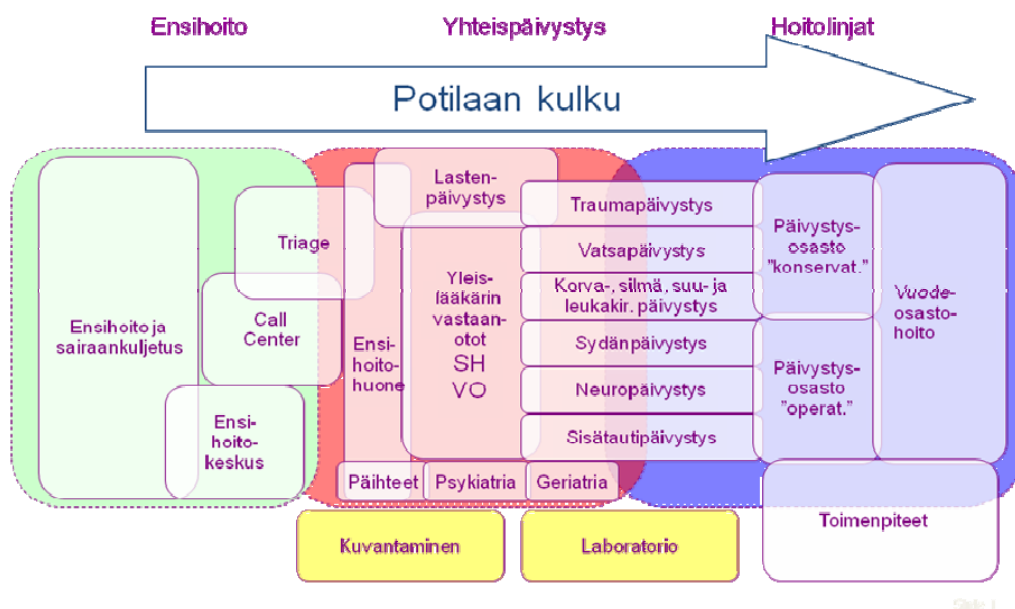 Ensihoito
Yhteispäivystys
Hoitolinjat
Potilaan kulku
Ensihoito ja
sairaankuljetus
Triage
Call
Center
Ensi-
hoito-
keskus
Ensi-
hoito-
huone
Lasten-
päivystys
Yleis-
lääkärin
vastaan-
otot
SH
VO
Päihteet
Psykiatria
Geriatria
Traumapäivystys
Vatsapäivystys
Korva-, silmä, suu- ja
leukakir. päivystys
Sydänpäivystys
Neuropäivystys
Sisätautipäivystys
Päivystys-
osasto
"konservat."
Päivystys-
osasto
"operat."
Vuode-
osasto-
hoito
Kuvantaminen
Laboratorio
Toimenpiteet